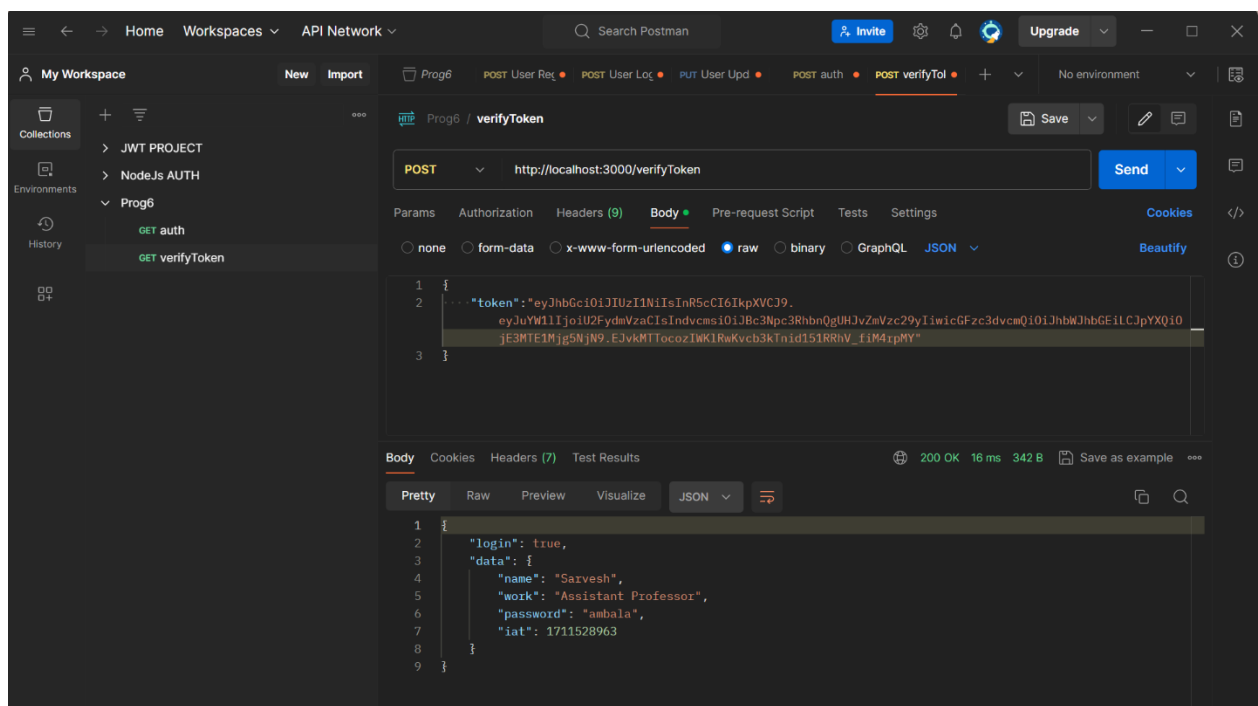 Home Workspaces API Network Search Postman Invite Upgrade
My Workspace New Import Prog6 POST User Reg POST User Log PUT User Upd POST auth POST verifyTol No environment
Collections
Environments
History
JWT PROJECT
NodeJs AUTH
Prog6
GET auth
GET verifyToken
HTTP Prog6 / verifyToken Save
POST http://localhost:3000/verifyToken Send
Params Authorization Headers (9) Body Pre-request Script Tests Settings Cookies
none form-data x-www-form-urlencoded raw binary GraphQL JSON Beautify
1 {
2 "token":"eyJhbGciOiJIUzI1NiIsInR5cCI6IkpXVCJ9.
eyJuYW1lIjoiU2FydmVzaCIsIndvcmsiOiJBc3Npc3RhbnQgUHJvZmVzc29yIiwicGFzc3dvcmQiOiJhbWJhbGEiLCJpYXQiO
jE3MTE1Mjg5NjN9.EJvkMTTocozIWKlRwKvcb3kTnid151RRhV_fiM4rpMY"
3 }
Body Cookies Headers (7) Test Results 200 OK 16 ms 342 B Save as example
Pretty Raw Preview Visualize JSON
1 {
2 "login": true,
3 "data": {
4 "name": "Sarvesh",
5 "work": "Assistant Professor",
6 "password": "ambala",
7 "iat": 1711528963
8 }
9 }